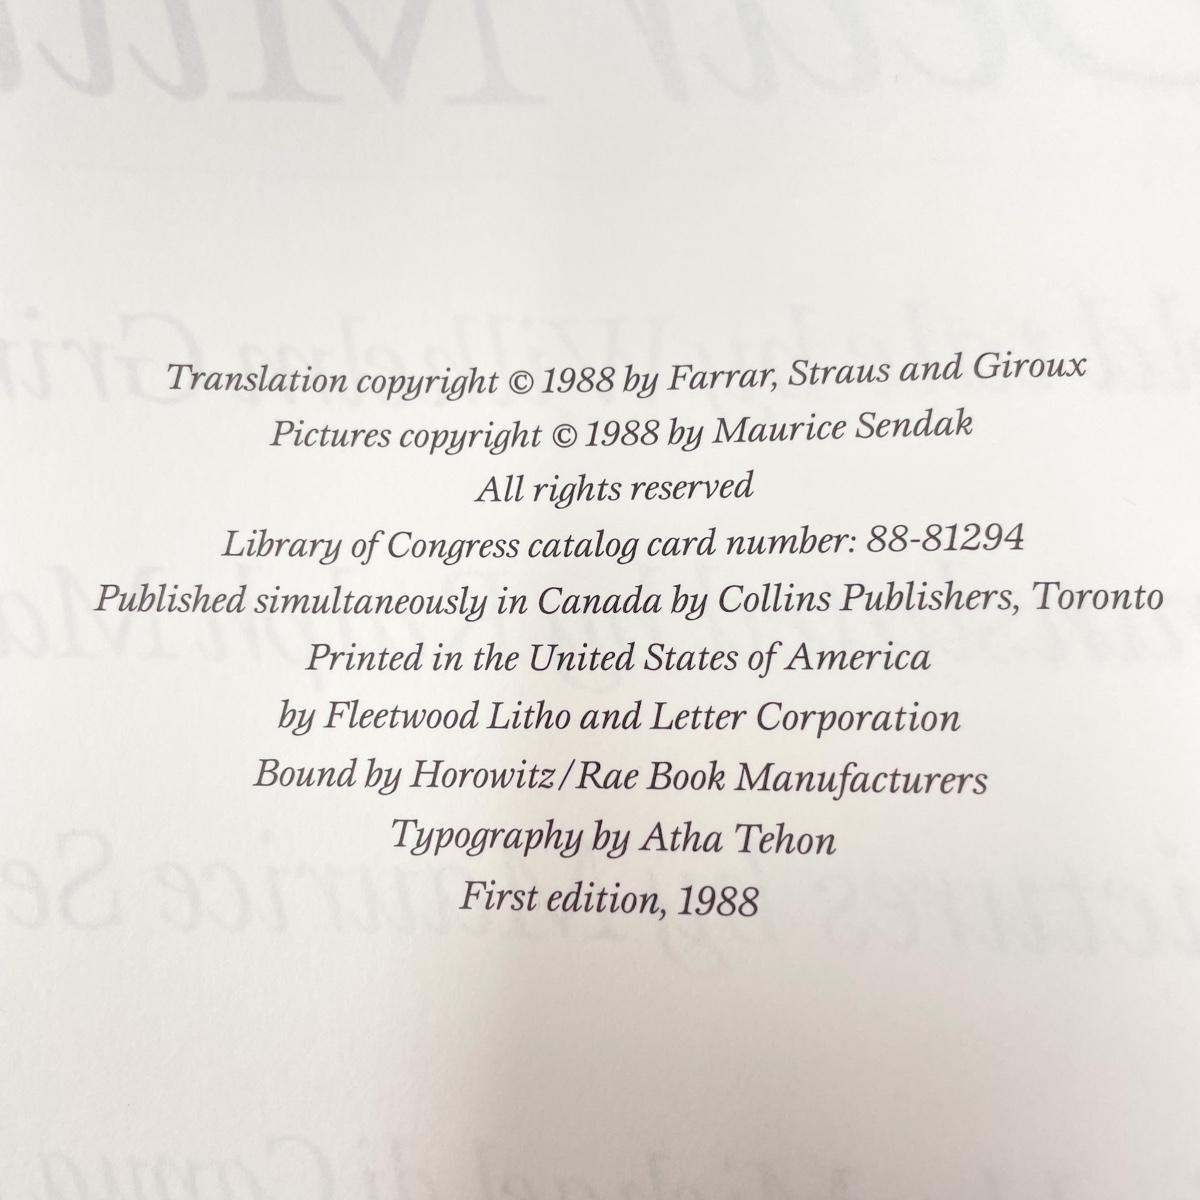 Translation copyright © 1988 by Farrar, Straus and Giroux
Pictures copyright © 1988 by Maurice Sendak
All rights reserved
Library of Congress catalog card number: 88-81294
Published simultaneously in Canada by Collins Publishers, Toronto
Printed in the United States of America
by Fleetwood Litho and Letter Corporation
Bound by Horowitz/Rae Book Manufacturers
Typography by Atha Tehon
First edition, 1988